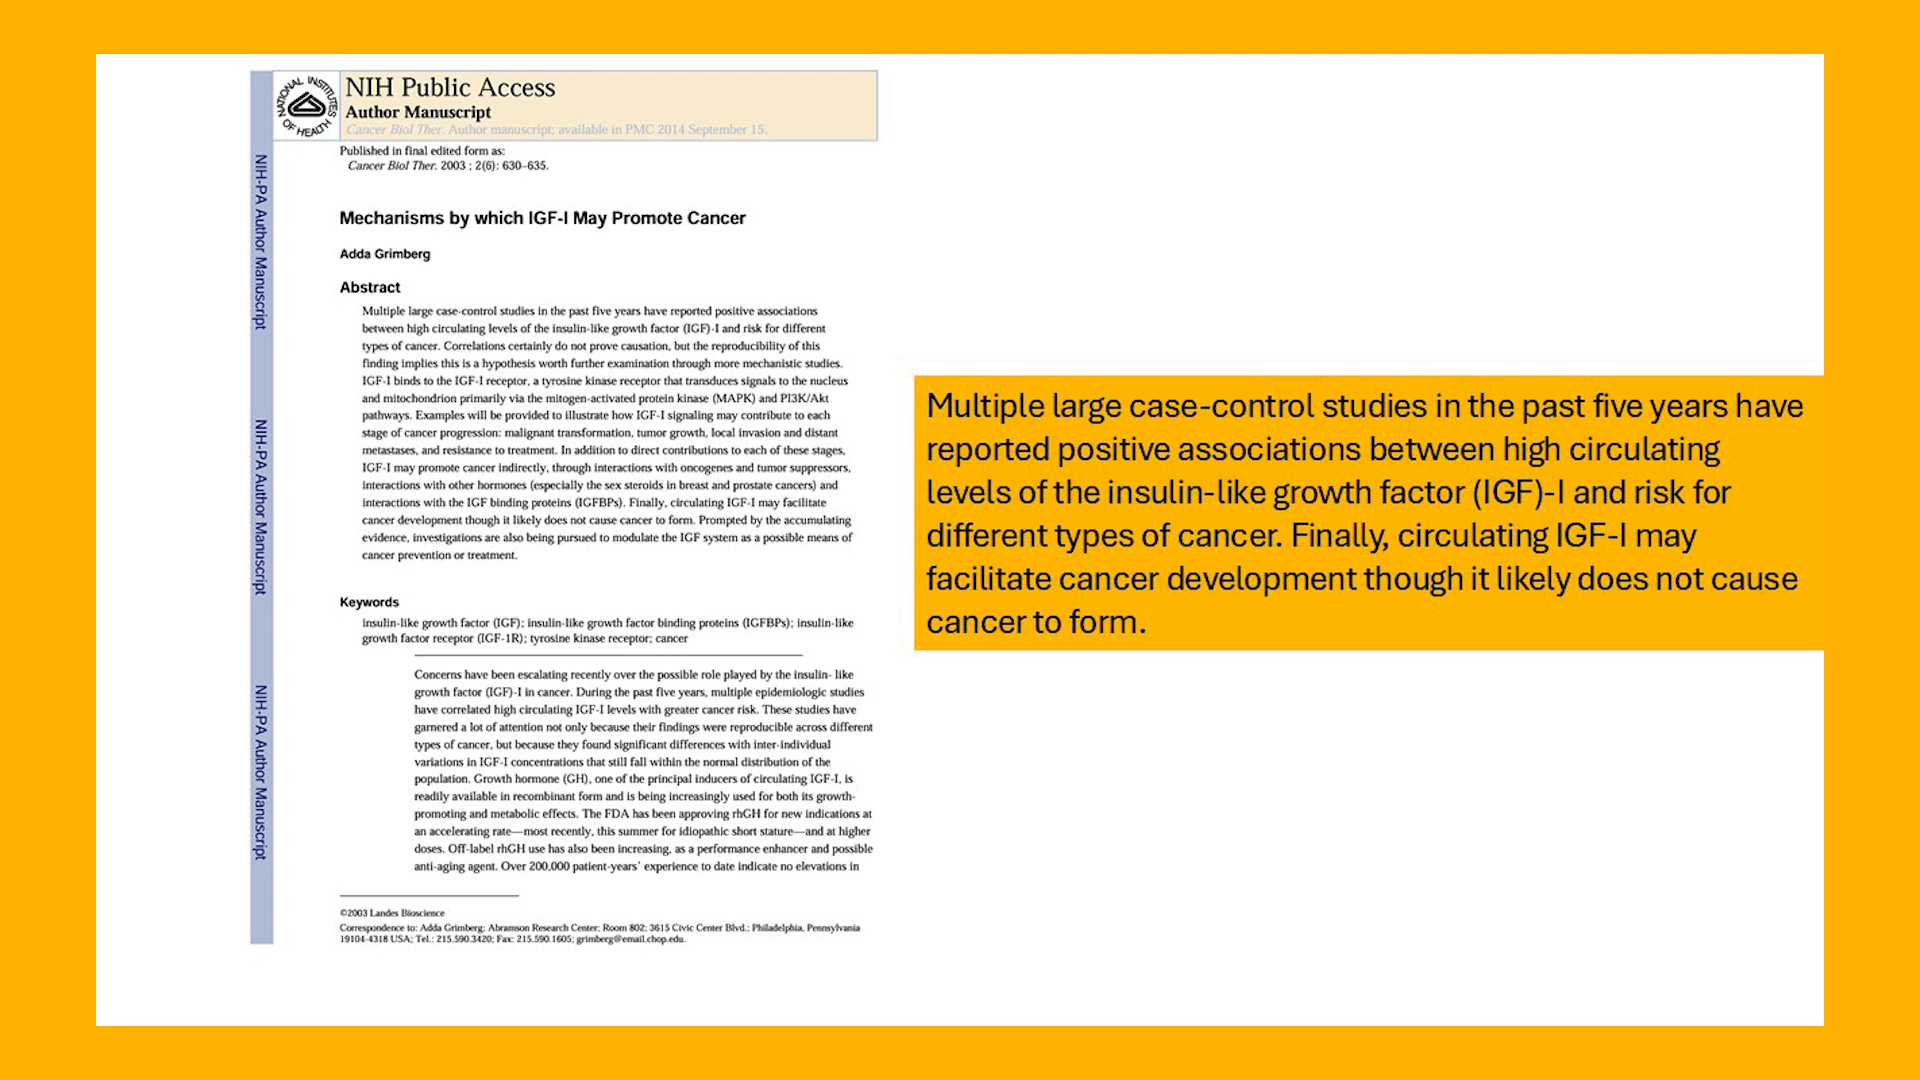 NATIONAL INSTITUTES OF HEALTH
NIH Public Access
Author Manuscript
Cancer Biol Ther. Author manuscript; available in PMC 2014 September 15.
Published in final edited form as:
Cancer Biol Ther. 2003 ; 2(6): 630–635.
Mechanisms by which IGF-I May Promote Cancer
Adda Grimberg
Abstract
Multiple large case-control studies in the past five years have reported positive associations
between high circulating levels of the insulin-like growth factor (IGF)-I and risk for different
types of cancer. Correlations certainly do not prove causation, but the reproducibility of this
finding implies this is a hypothesis worth further examination through more mechanistic studies.
IGF-I binds to the IGF-I receptor, a tyrosine kinase receptor that transduces signals to the nucleus
and mitochondrion primarily via the mitogen-activated protein kinase (MAPK) and PI3K/Akt
pathways. Examples will be provided to illustrate how IGF-I signaling may contribute to each
stage of cancer progression: malignant transformation, tumor growth, local invasion and distant
metastases, and resistance to treatment. In addition to direct contributions to each of these stages,
IGF-I may promote cancer indirectly, through interactions with oncogenes and tumor suppressors,
interactions with other hormones (especially the sex steroids in breast and prostate cancers) and
interactions with the IGF binding proteins (IGFBPs). Finally, circulating IGF-I may facilitate
cancer development though it likely does not cause cancer to form. Prompted by the accumulating
evidence, investigations are also being pursued to modulate the IGF system as a possible means of
cancer prevention or treatment.
Keywords
insulin-like growth factor (IGF); insulin-like growth factor binding proteins (IGFBPs); insulin-like
growth factor receptor (IGF-1R); tyrosine kinase receptor; cancer
Concerns have been escalating recently over the possible role played by the insulin- like
growth factor (IGF)-I in cancer. During the past five years, multiple epidemiologic studies
have correlated high circulating IGF-I levels with greater cancer risk. These studies have
garnered a lot of attention not only because their findings were reproducible across different
types of cancer, but because they found significant differences with inter-individual
variations in IGF-I concentrations that still fall within the normal distribution of the
population. Growth hormone (GH), one of the principal inducers of circulating IGF-I, is
readily available in recombinant form and is being increasingly used for both its growth-
promoting and metabolic effects. The FDA has been approving rhGH for new indications at
an accelerating rate—most recently, this summer for idiopathic short stature—and at higher
doses. Off-label rhGH use has also been increasing, as a performance enhancer and possible
anti-aging agent. Over 200,000 patient-years' experience to date indicate no elevations in
©2003 Landes Bioscience
Correspondence to: Adda Grimberg; Abramson Research Center; Room 802; 3615 Civic Center Blvd.; Philadelphia, Pennsylvania
19104-4318 USA; Tel.: 215.590.3420; Fax: 215.590.1605; grimberg@email.chop.edu.
NIH-PA Author Manuscript
NIH-PA Author Manuscript
NIH-PA Author Manuscript
Multiple large case-control studies in the past five years have
reported positive associations between high circulating
levels of the insulin-like growth factor (IGF)-I and risk for
different types of cancer. Finally, circulating IGF-I may
facilitate cancer development though it likely does not cause
cancer to form.